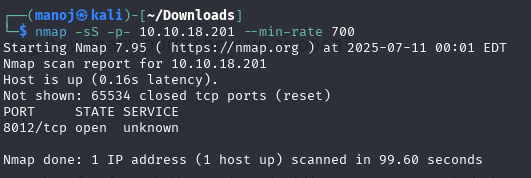 ┌──(manoj㉿kali)-[~/Downloads]
└─$ nmap -sS -p- 10.10.18.201 --min-rate 700
Starting Nmap 7.95 ( https://nmap.org ) at 2025-07-11 00:01 EDT
Nmap scan report for 10.10.18.201
Host is up (0.16s latency).
Not shown: 65534 closed tcp ports (reset)
PORT     STATE SERVICE
8012/tcp open  unknown
Nmap done: 1 IP address (1 host up) scanned in 99.60 seconds